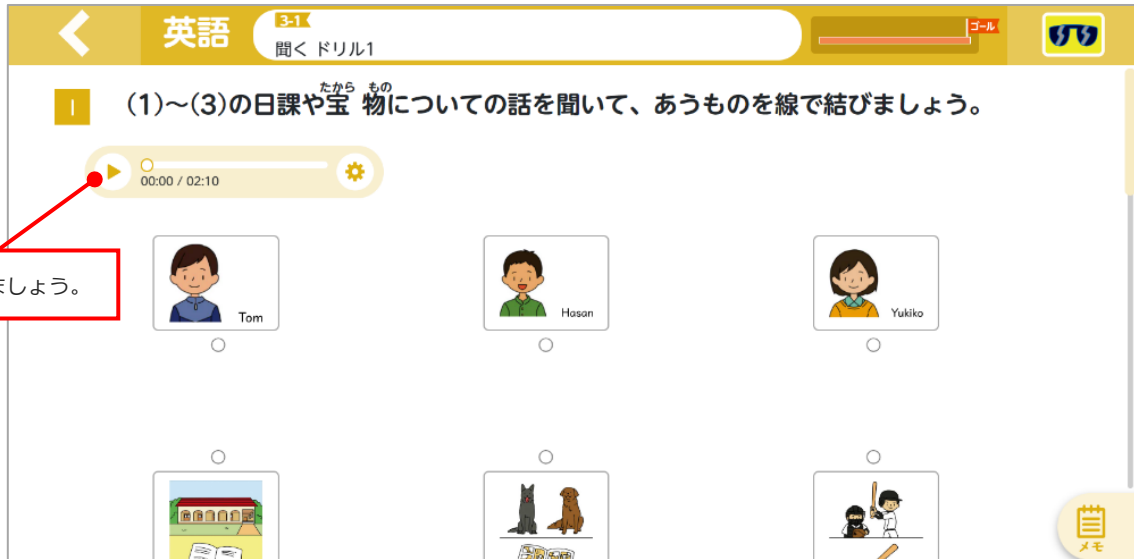 英語
3-1
聞く ドリル1
ゴール
1
たから もの
(1)～(3)の日課や宝 物についての話を聞いて、あうものを線で結びましょう。
00:00 / 02:10
ましょう。
Tom
Hasan
Yukiko
メモ